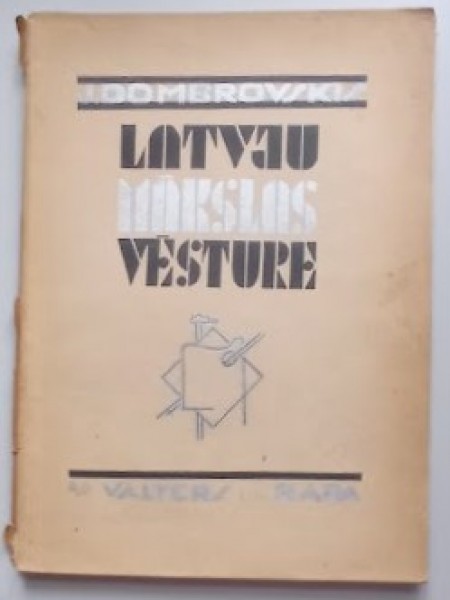 J. DOMBROVSKIS
LATVJU
MĀKSLAS
VĒSTURE
VALTERS RAPA